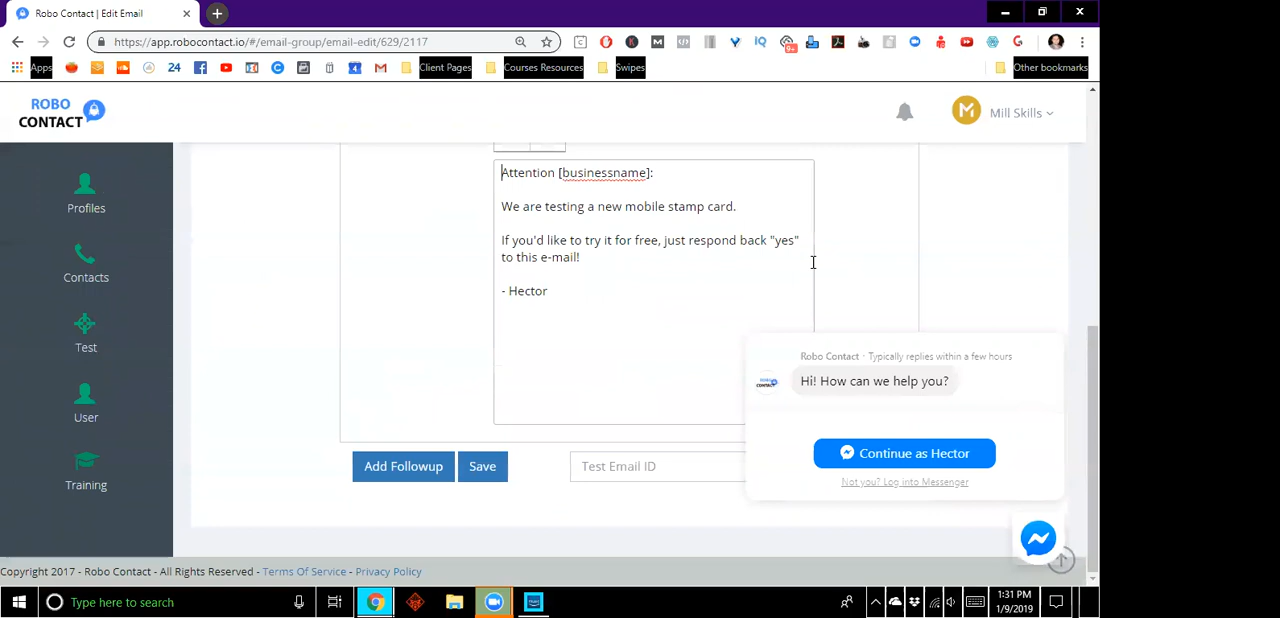 Robo Contact | Edit Email
https://app.robocontact.io/#/email-group/email-edit/629/2117
Apps
24
Client Pages
Courses Resources
Swipes
Other bookmarks
ROBO
CONTACT
M
Mill Skills
Profiles
Contacts
Test
User
Training
Attention [businessname]:
We are testing a new mobile stamp card.
If you'd like to try it for free, just respond back "yes"
to this e-mail!
- Hector
Robo Contact · Typically replies within a few hours
Hi! How can we help you?
Continue as Hector
Not you? Log into Messenger
Add Followup
Save
Test Email ID
Copyright 2017 - Robo Contact - All Rights Reserved - Terms Of Service - Privacy Policy
Type here to search
1:31 PM
1/9/2019